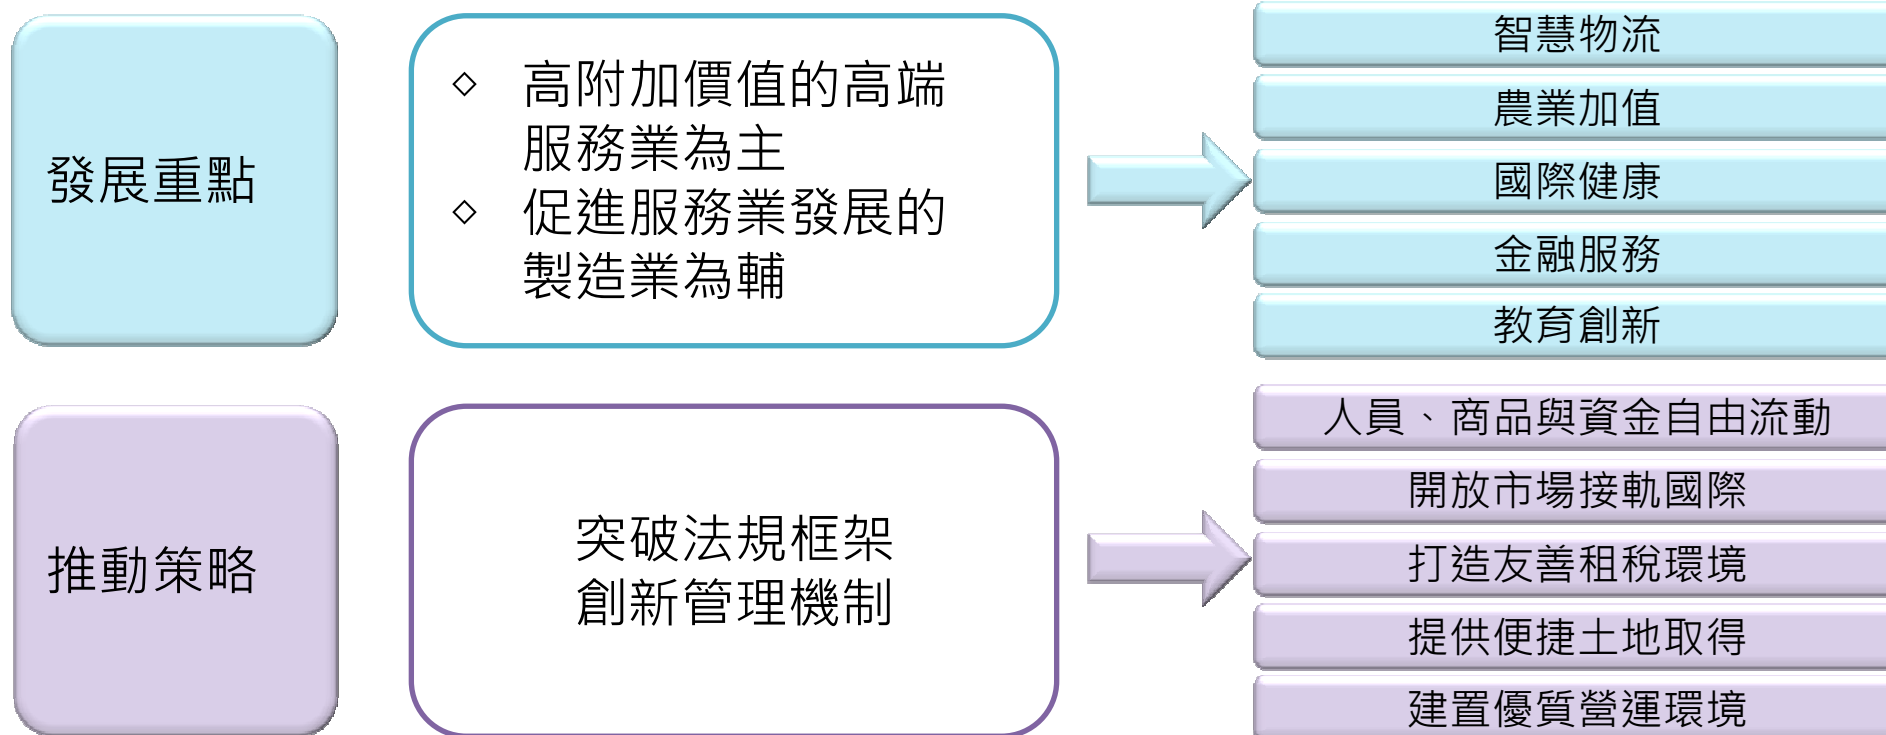 發展重點
◇ 高附加價值的高端
服務業為主
◇ 促進服務業發展的
製造業為輔
智慧物流
農業加值
國際健康
金融服務
教育創新
推動策略
突破法規框架
創新管理機制
人員、商品與資金自由流動
開放市場接軌國際
打造友善租稅環境
提供便捷土地取得
建置優質營運環境